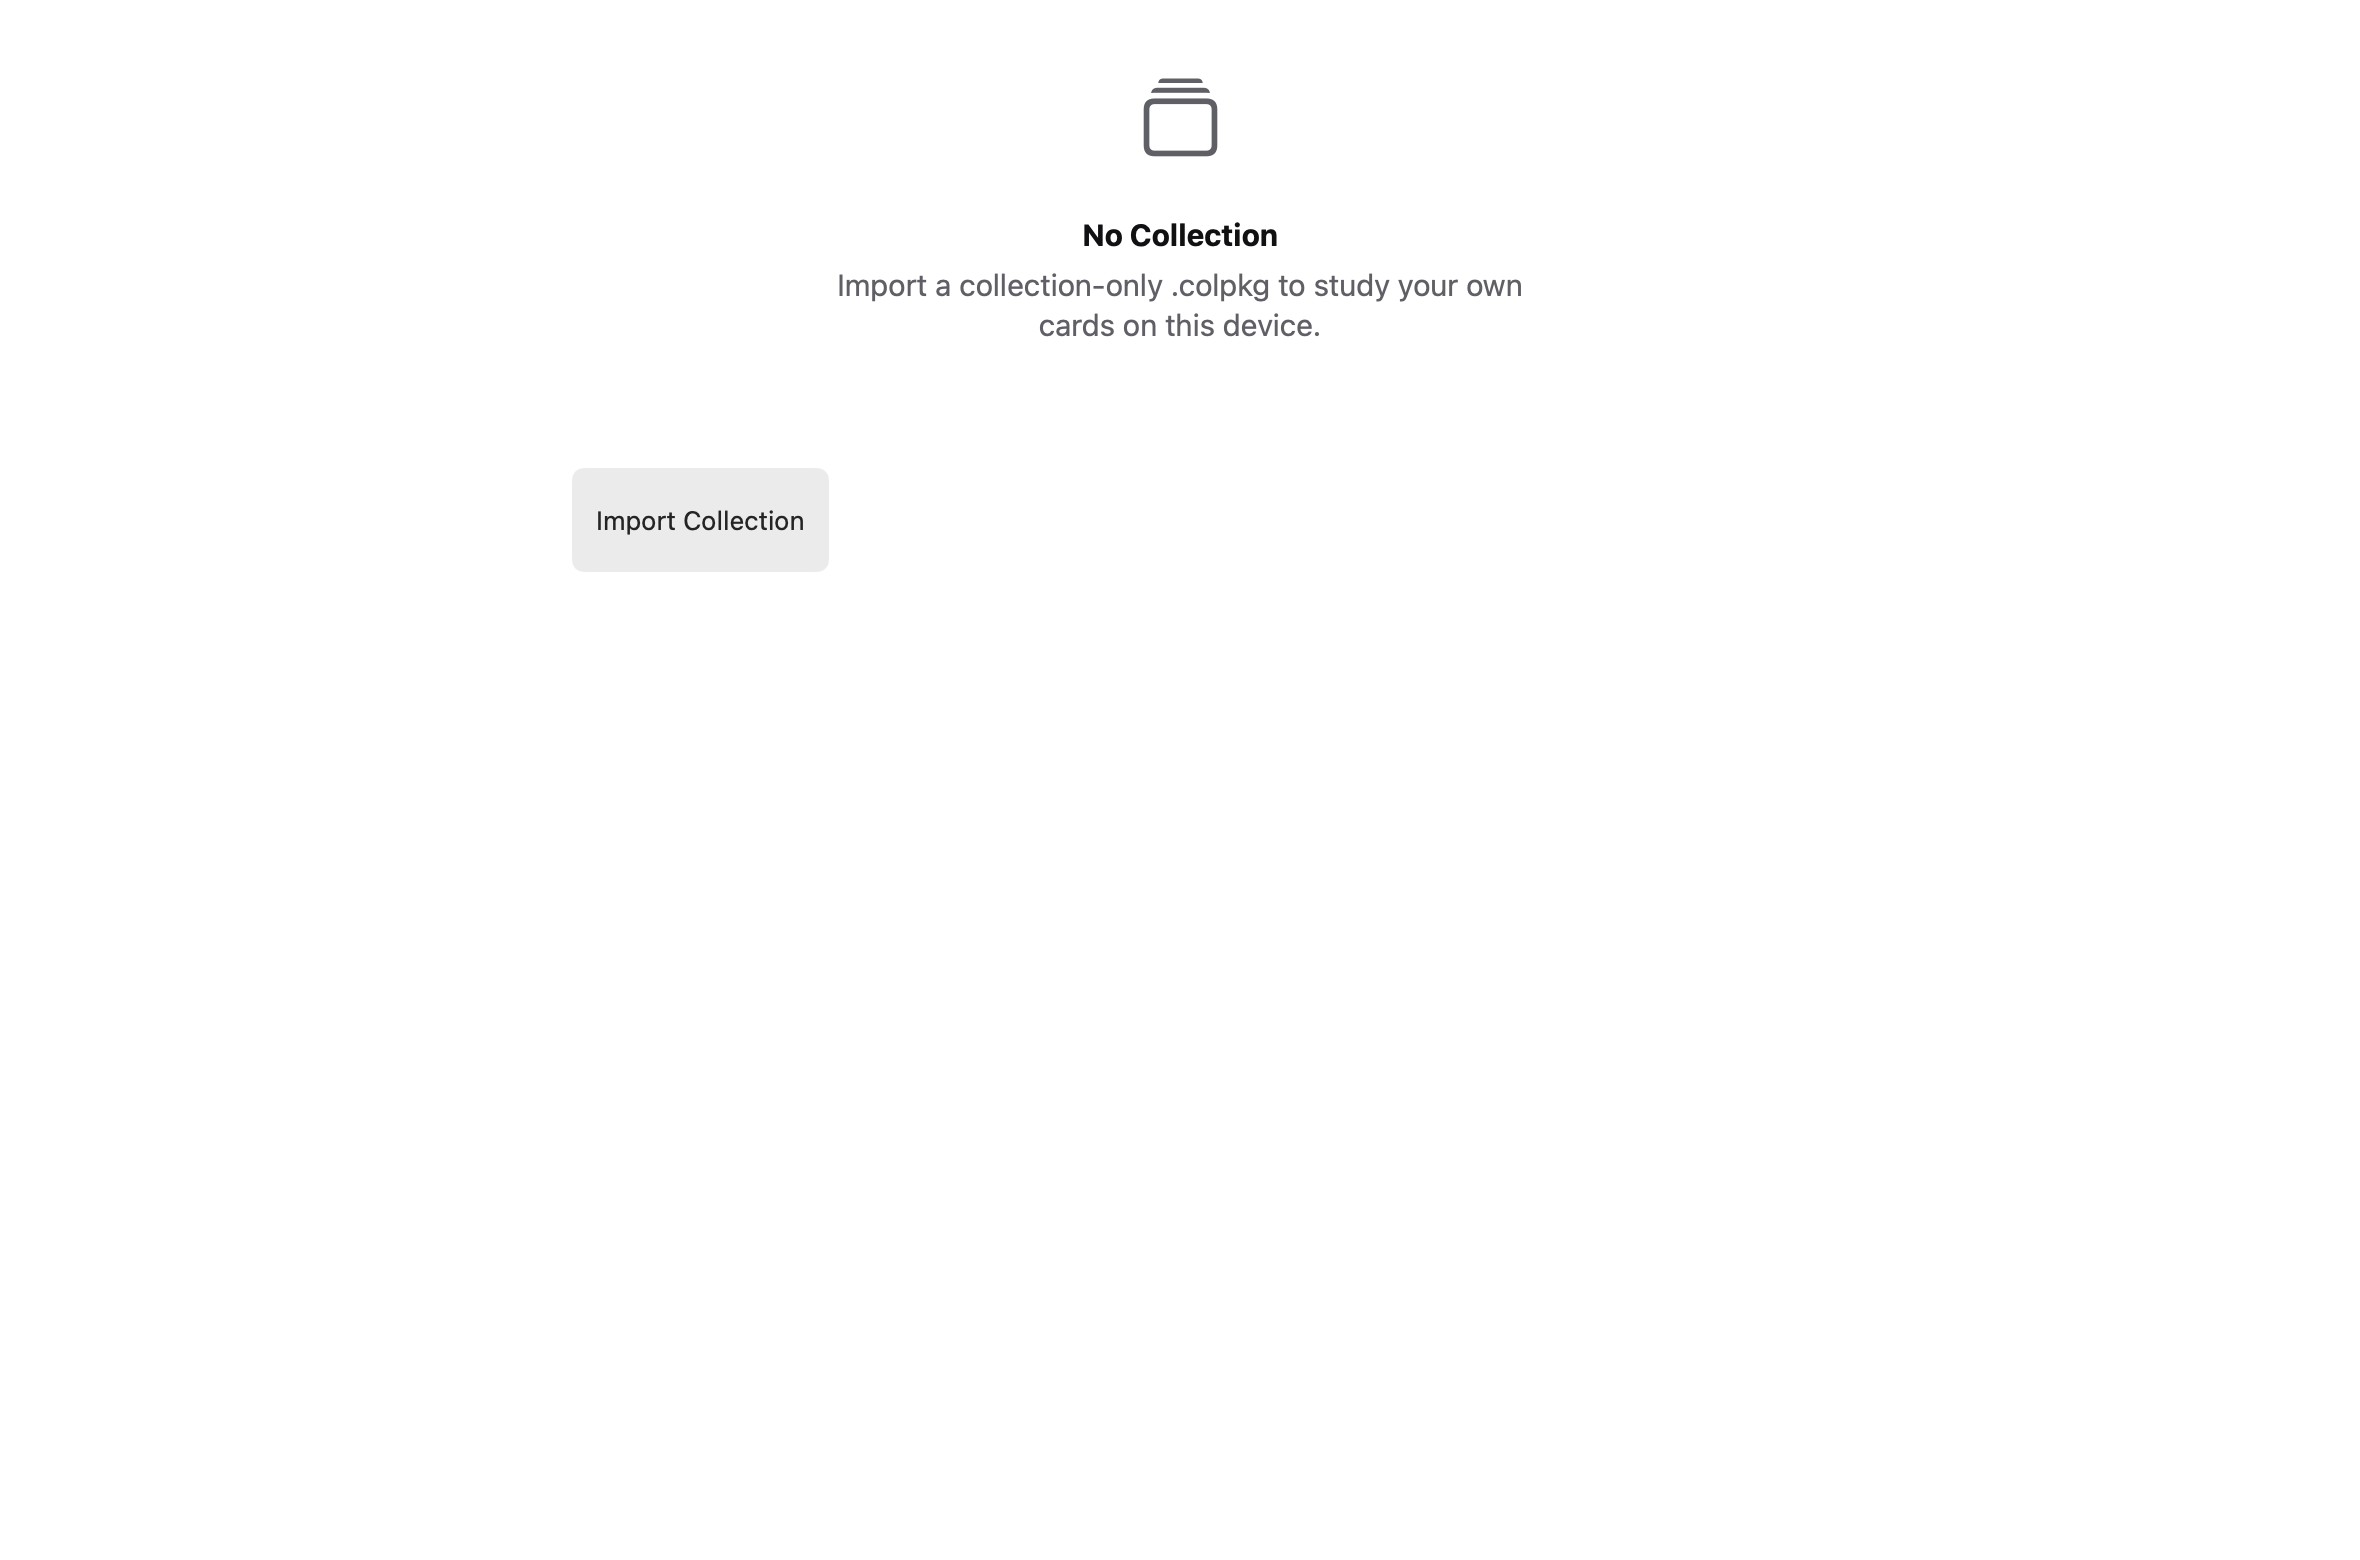 No Collection
Import a collection-only .colpkg to study your own
cards on this device.
Import Collection